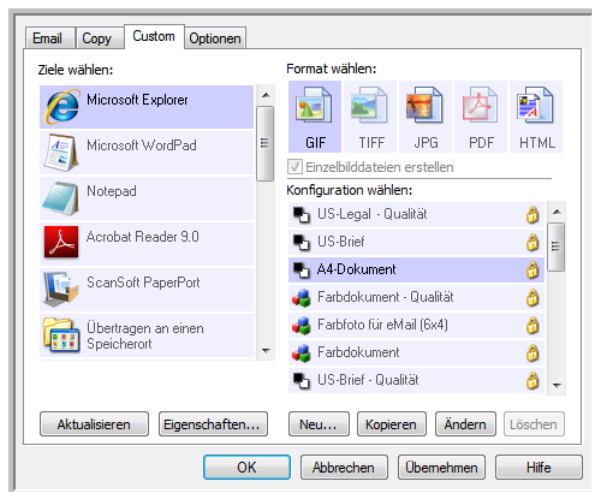 Email Copy Custom Optionen
Ziele wählen:
Microsoft Explorer
Microsoft WordPad
Notepad
Acrobat Reader 9.0
ScanSoft PaperPort
Übertragen an einen
Speicherort
Aktualisieren Eigenschaften...
Format wählen:
GIF TIFF JPG PDF HTML
Einzelbilddateien erstellen
Konfiguration wählen:
US-Legal - Qualität
US-Brief
A4-Dokument
Farbdokument - Qualität
Farbfoto für eMail (6x4)
Farbdokument
US-Brief - Qualität
Neu... Kopieren Ändern Löschen
OK Abbrechen Übernehmen Hilfe